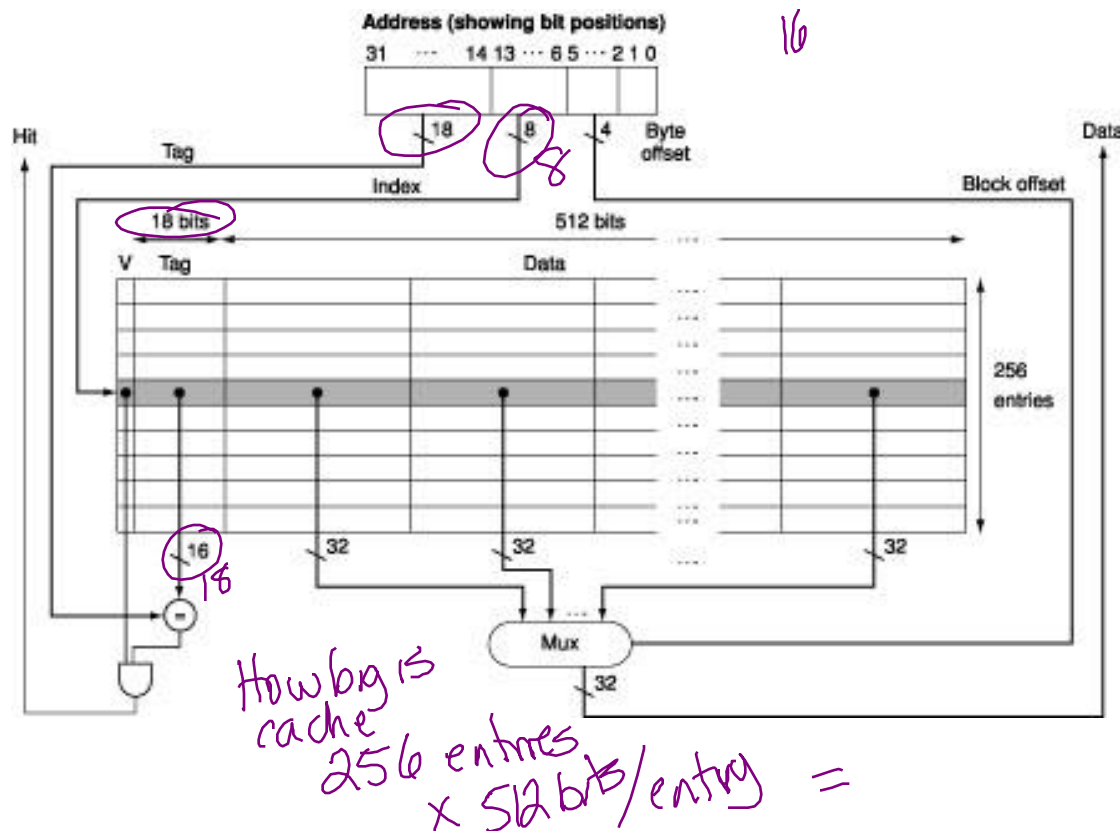 Address (showing bit positions)
16
31 ··· 14 13 ··· 6 5 ··· 2 1 0
Hit
18
8
4
Byte offset
Data
8
Tag
Index
Block offset
18 bits
512 bits
V Tag Data
256 entries
16
32
32
32
18
=
Mux
32
How big is
cache
256 entries
x 512 bits/entry =